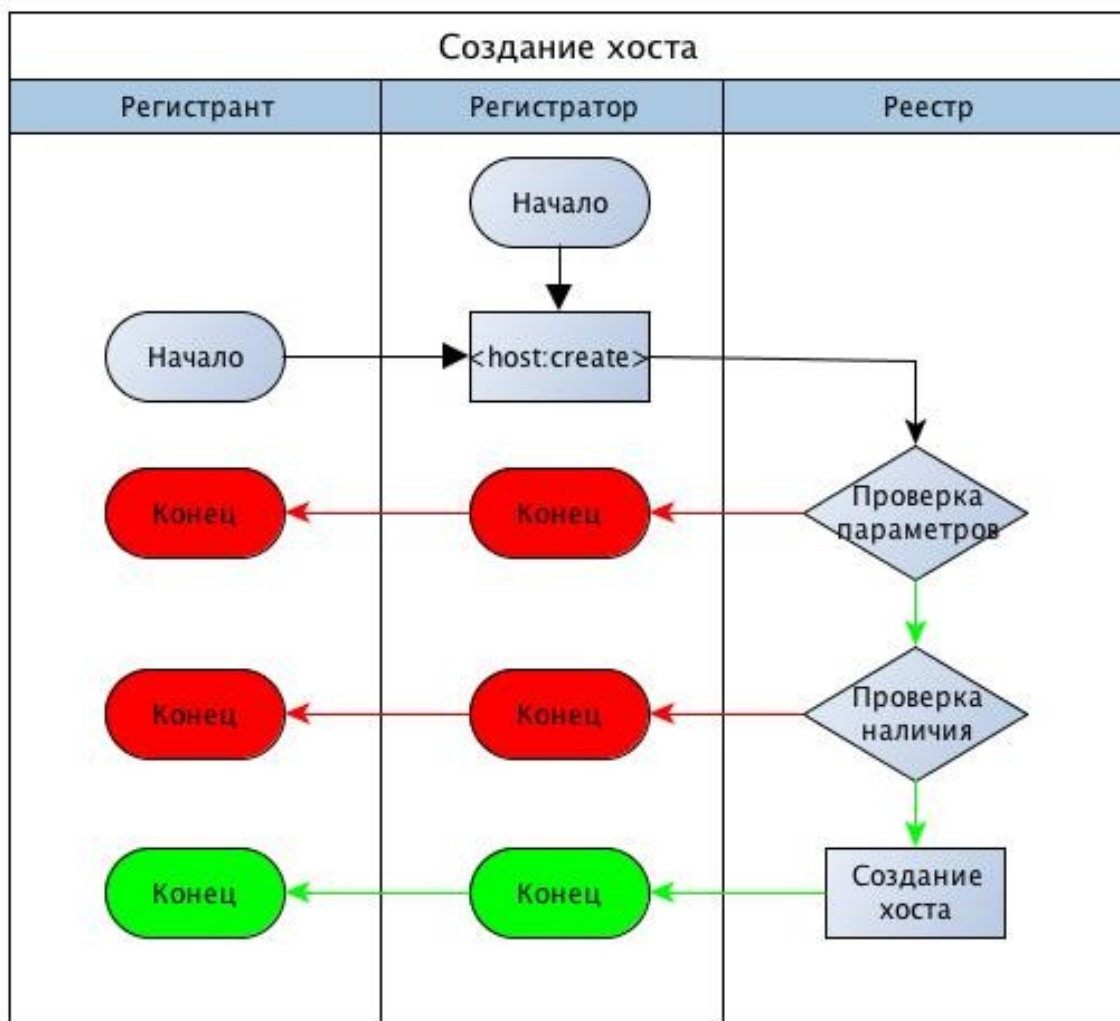 Создание хоста
Регистрант
Регистратор
Реестр
Начало
Начало
<host:create>
Конец
Конец
Проверка
параметров
Конец
Конец
Проверка
наличия
Конец
Конец
Создание
хоста